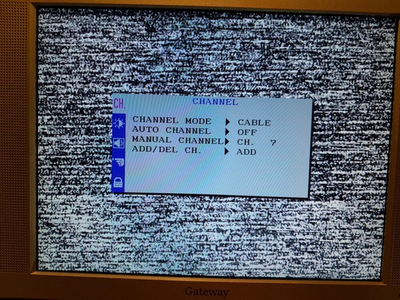 CH.
CHANNEL
CHANNEL MODE CABLE
AUTO CHANNEL OFF
MANUAL CHANNEL CH. 7
ADD/DEL CH. ADD
Gateway